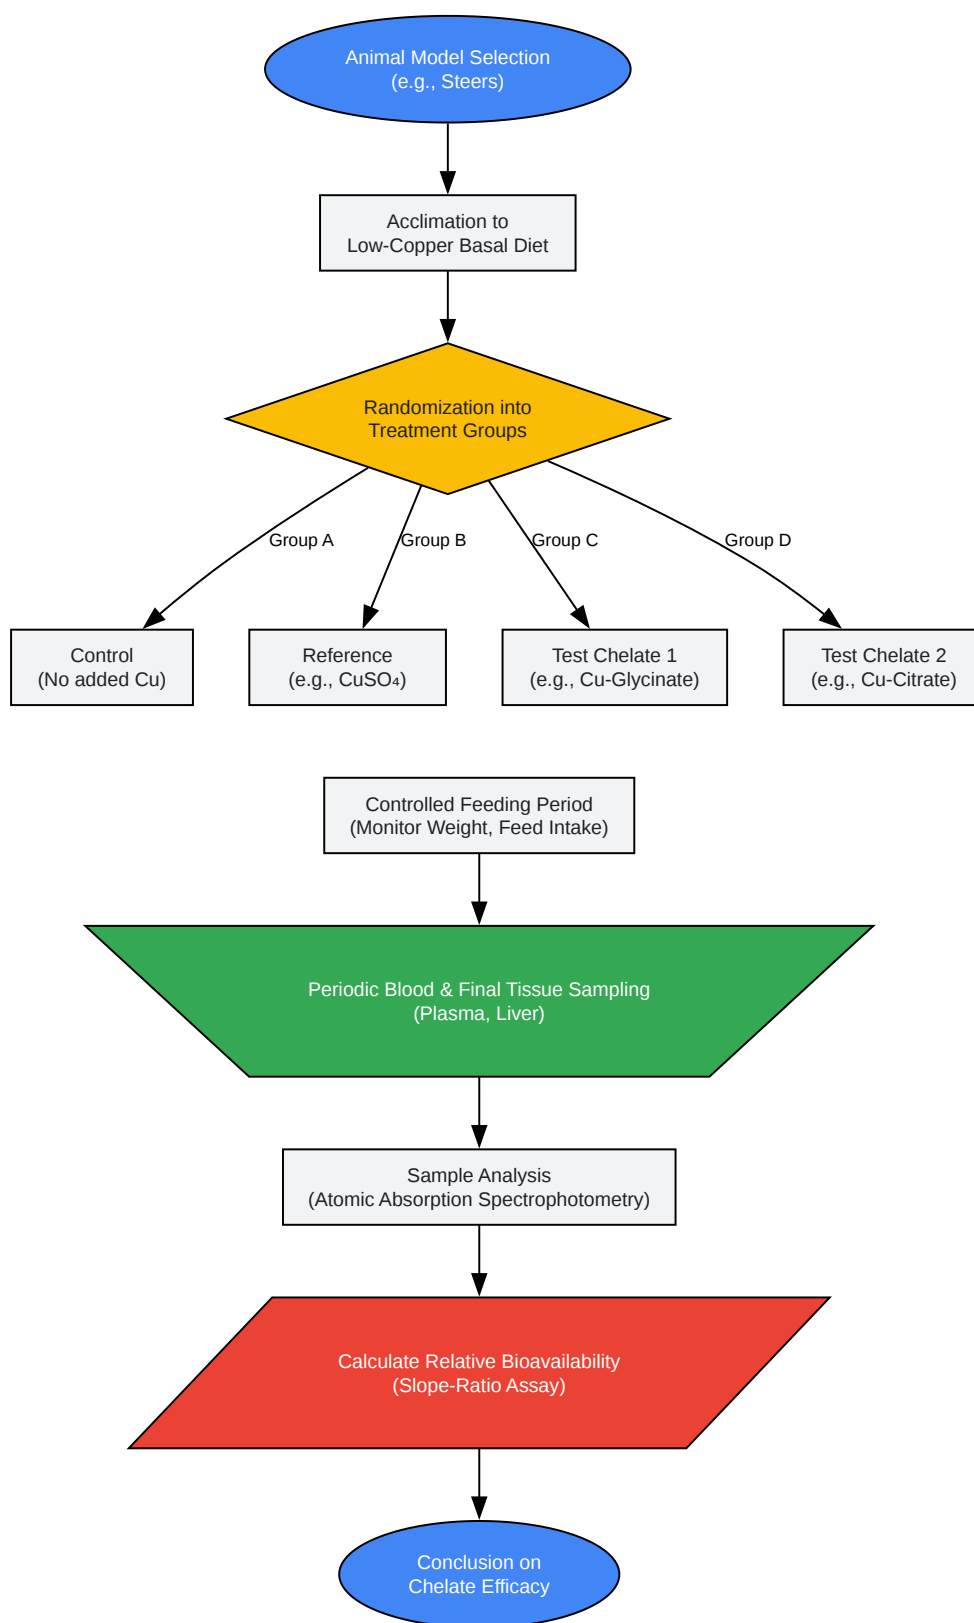 Animal Model Selection
(e.g., Steers)
Acclimation to
Low-Copper Basal Diet
Randomization into
Treatment Groups
Group A
Group B
Group C
Group D
Control
(No added Cu)
Reference
(e.g., CuSO₄)
Test Chelate 1
(e.g., Cu-Glycinate)
Test Chelate 2
(e.g., Cu-Citrate)
Controlled Feeding Period
(Monitor Weight, Feed Intake)
Periodic Blood & Final Tissue Sampling
(Plasma, Liver)
Sample Analysis
(Atomic Absorption Spectrophotometry)
Calculate Relative Bioavailability
(Slope-Ratio Assay)
Conclusion on
Chelate Efficacy